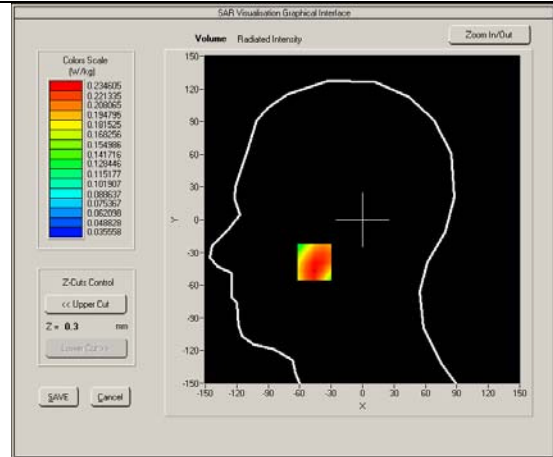 SAR Visualisation Graphical Interface
Volume Radiated Intensity
Zoom In/Out
Colors Scale
(W/kg)
0.234605
0.221335
0.208065
0.194795
0.181525
0.168256
0.154986
0.141716
0.128446
0.115177
0.101907
0.088637
0.075367
0.062098
0.048828
0.035558
Z-Cuts Control
<< Upper Cut
Z = 0.3 mm
Lower Cut >>
SAVE Cancel
150
120
90
60
30
Y 0
-30
-60
-90
-120
-150
-150 -120 -90 -60 -30 0 30 60 90 120 150
X